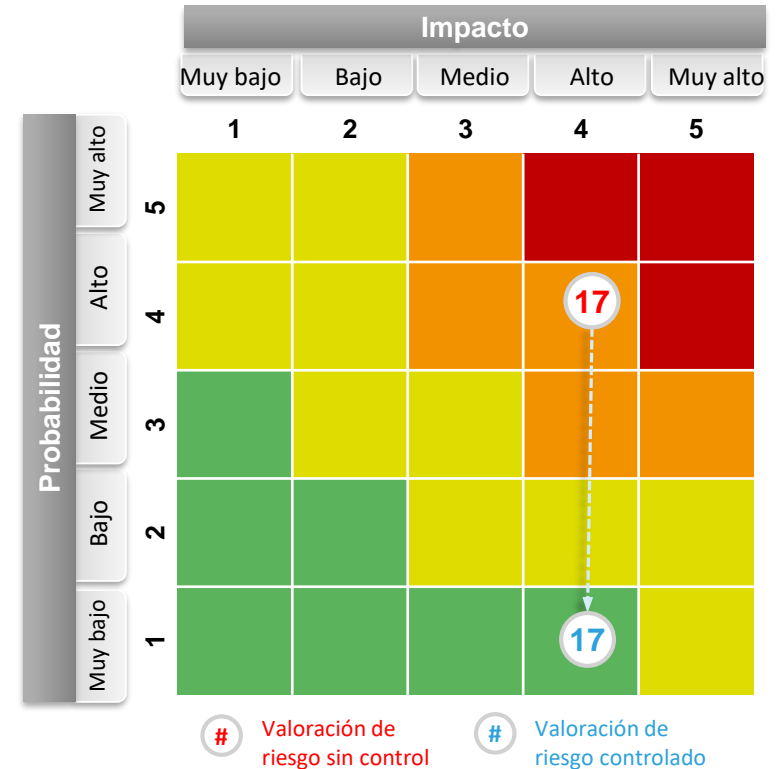 Impacto
Muy bajo Bajo Medio Alto Muy alto
1 2 3 4 5
Probabilidad
Muy alto 5
Alto 4
17
Medio 3
Bajo 2
Muy bajo 1
17
# Valoración de
riesgo sin control
# Valoración de
riesgo controlado